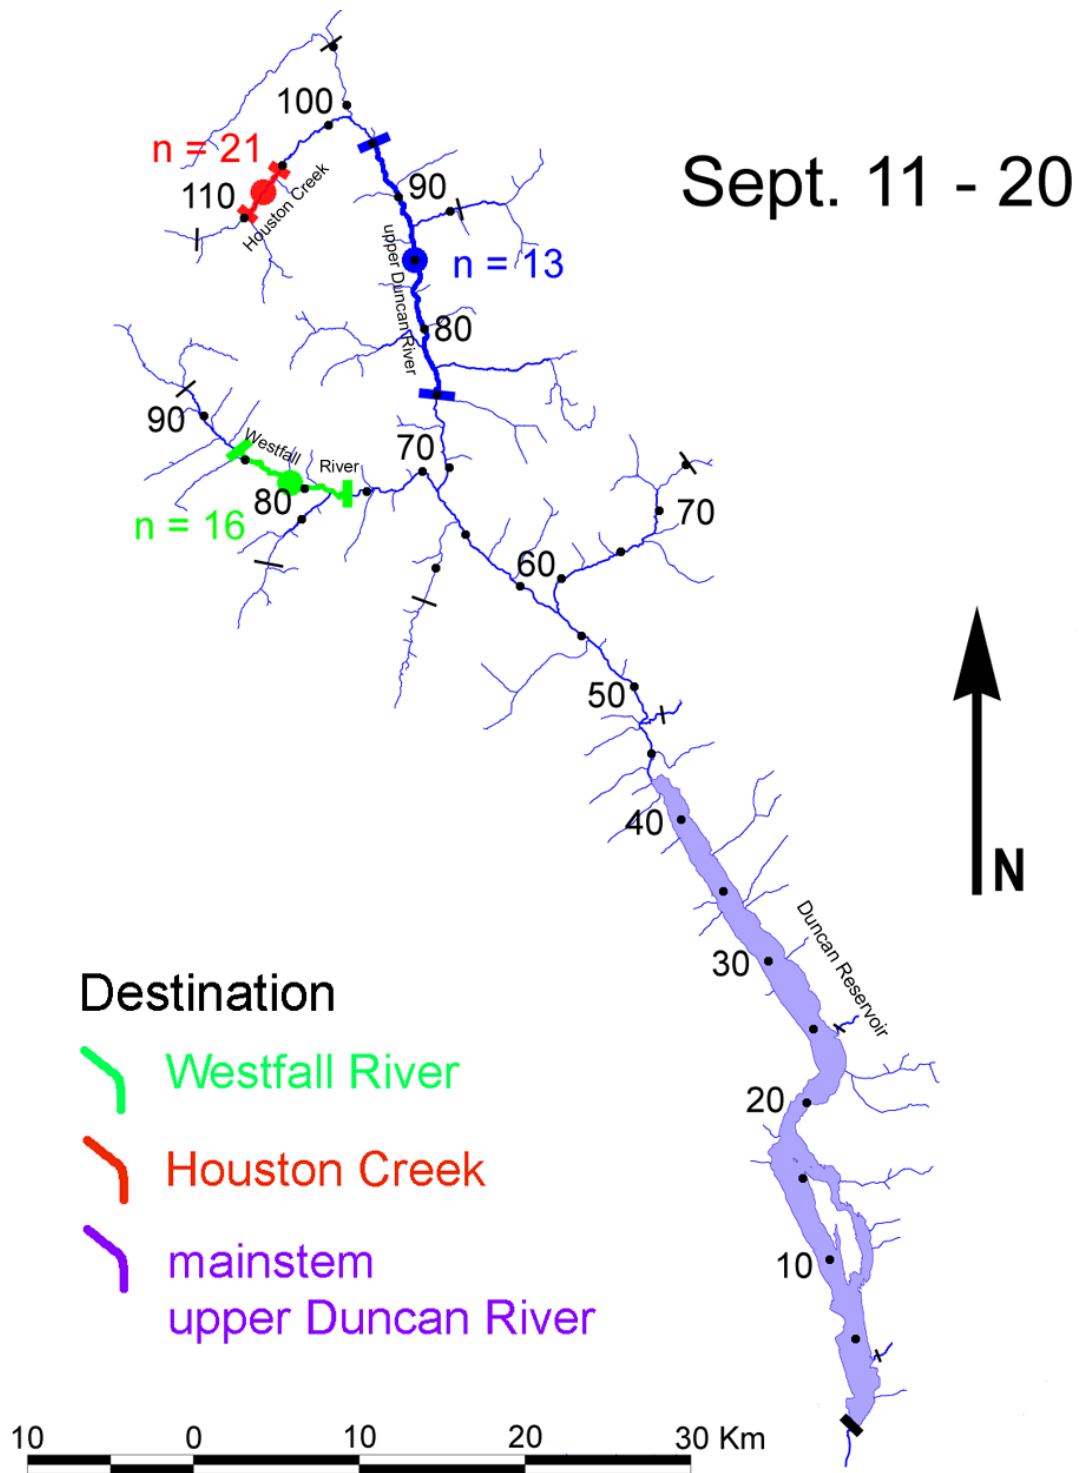 100
n = 21
Sept. 11 - 20
110
90
Houston Creek
upper Duncan River
n = 13
80
90
Westfall River
70
80
n = 16
70
60
50
40
Duncan Reservoir
N
30
Destination
Westfall River
20
Houston Creek
mainstem
10
upper Duncan River
10 0 10 20 30 Km